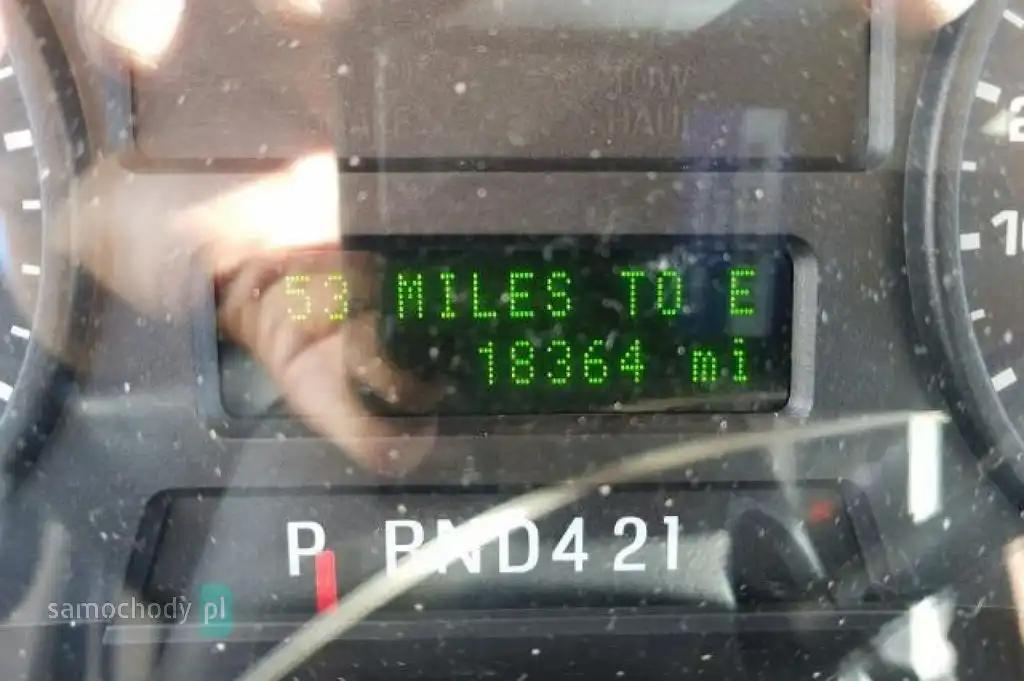 TOW
HAUL
53 MILES TO E
18364 mi
P RND421
samochody pl